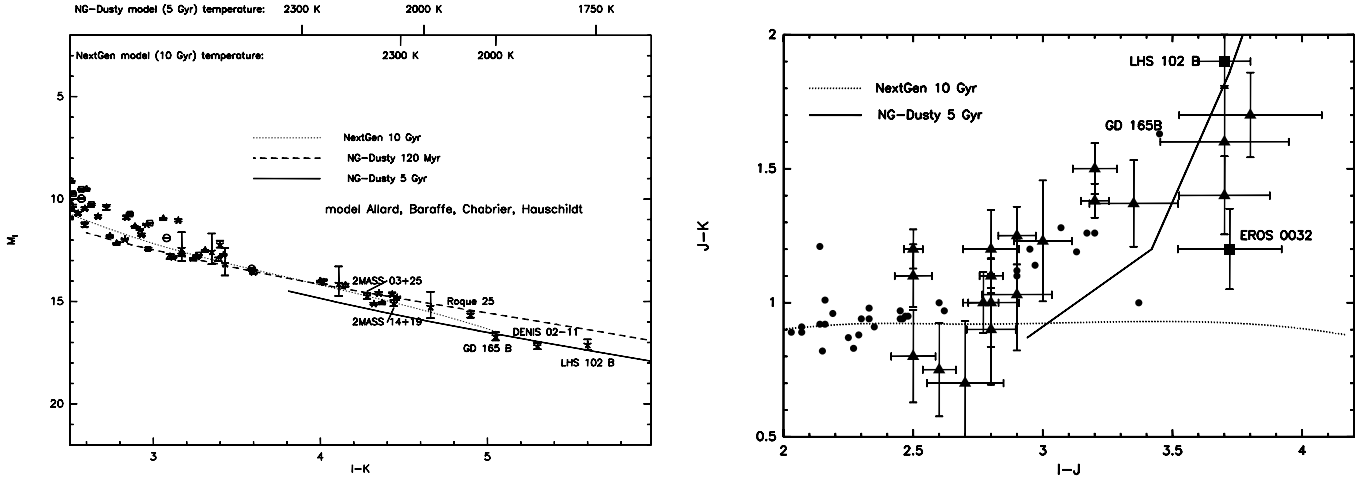 NG-Dusty model (5 Gyr) temperature: 2300 K 2000 K 1750 K
NextGen model (10 Gyr) temperature: 2300 K 2000 K
NextGen 10 Gyr
NG-Dusty 120 Myr
NG-Dusty 5 Gyr
model Allard, Baraffe, Chabrier, Hauschildt
2MASS 03+25
Roque 25
2MASS 14+19
DENIS 02-11
GD 165 B
LHS 102 B
5
10
15
20
M_I
3 4 5
I-K
2
1.5
1
0.5
J-K
LHS 102 B
NextGen 10 Gyr
NG-Dusty 5 Gyr
GD 165B
EROS 0032
2 2.5 3 3.5 4
I-J